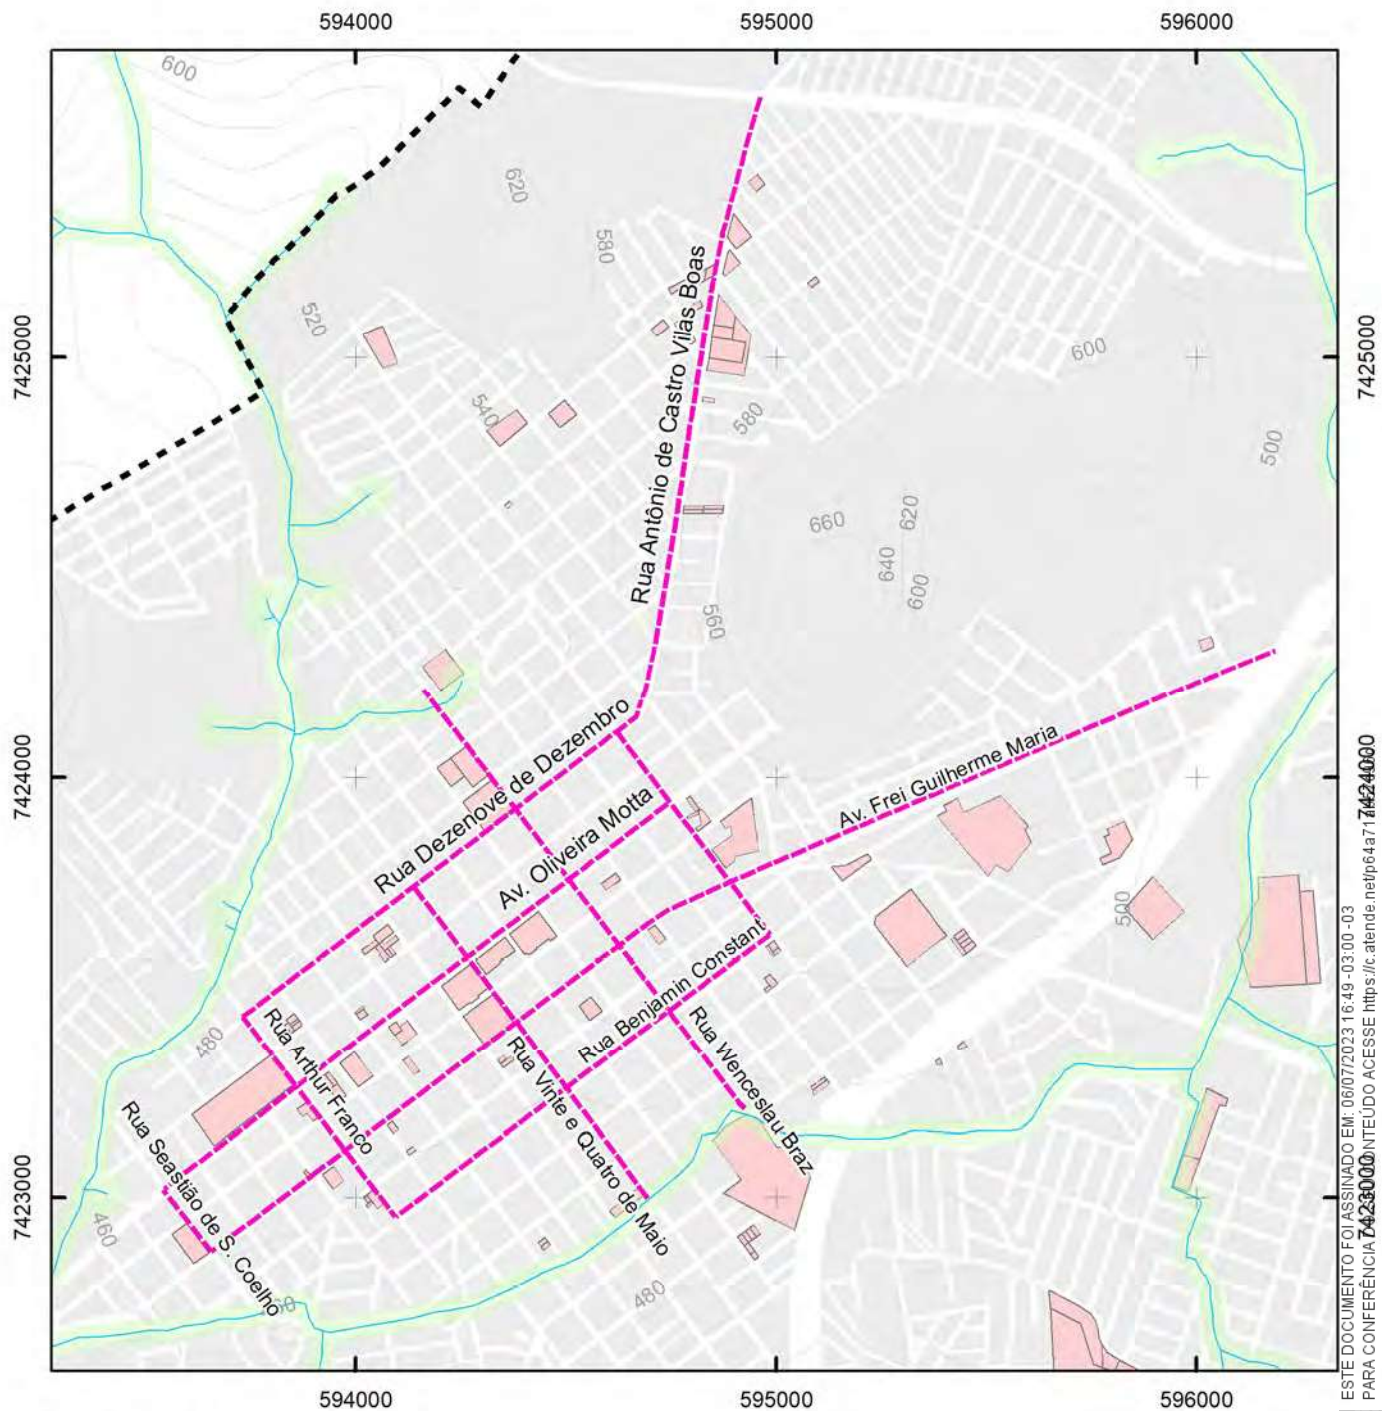 594000
595000
596000
600
620
580
520
7425000
7425000
600
540
580
500
Rua Antônio de Castro Vilas Boas
660
620
640
600
560
7424000
7424000
Rua Dezenove de Dezembro
Av. Oliveira Motta
Av. Frei Guilherme Maria
500
Rua Benjamin Constant
480
Rua Arthur Franco
Rua Vinte e Quatro de Maio
Rua Wenceslau Braz
Rua Seastião de S. Coelho
7423000
7423000
460
480
594000
595000
596000
ESTE DOCUMENTO FOI ASSINADO EM: 06/07/2023 16:49 -03:00 -03
PARA CONFERÊNCIA DO SEU CONTEÚDO ACESSE https://c.atende.net/p64a71